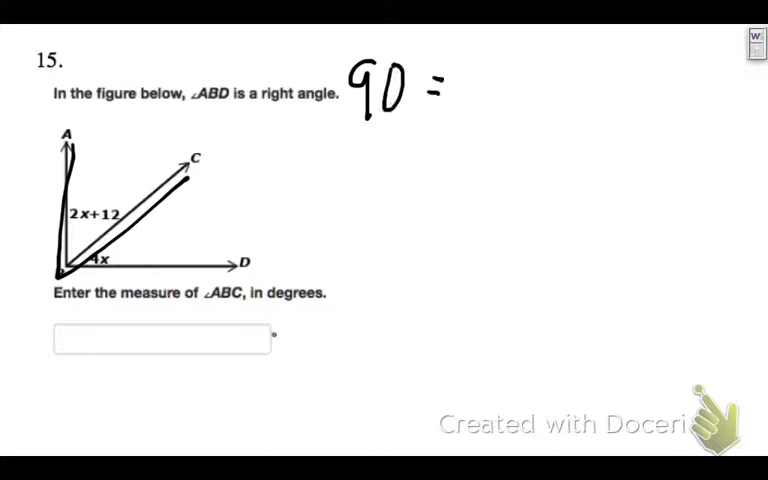 15.
In the figure below, ∠ABD is a right angle. 90 =
A
C
2x+12
4x
D
Enter the measure of ∠ABC, in degrees.
°
Created with Doceri